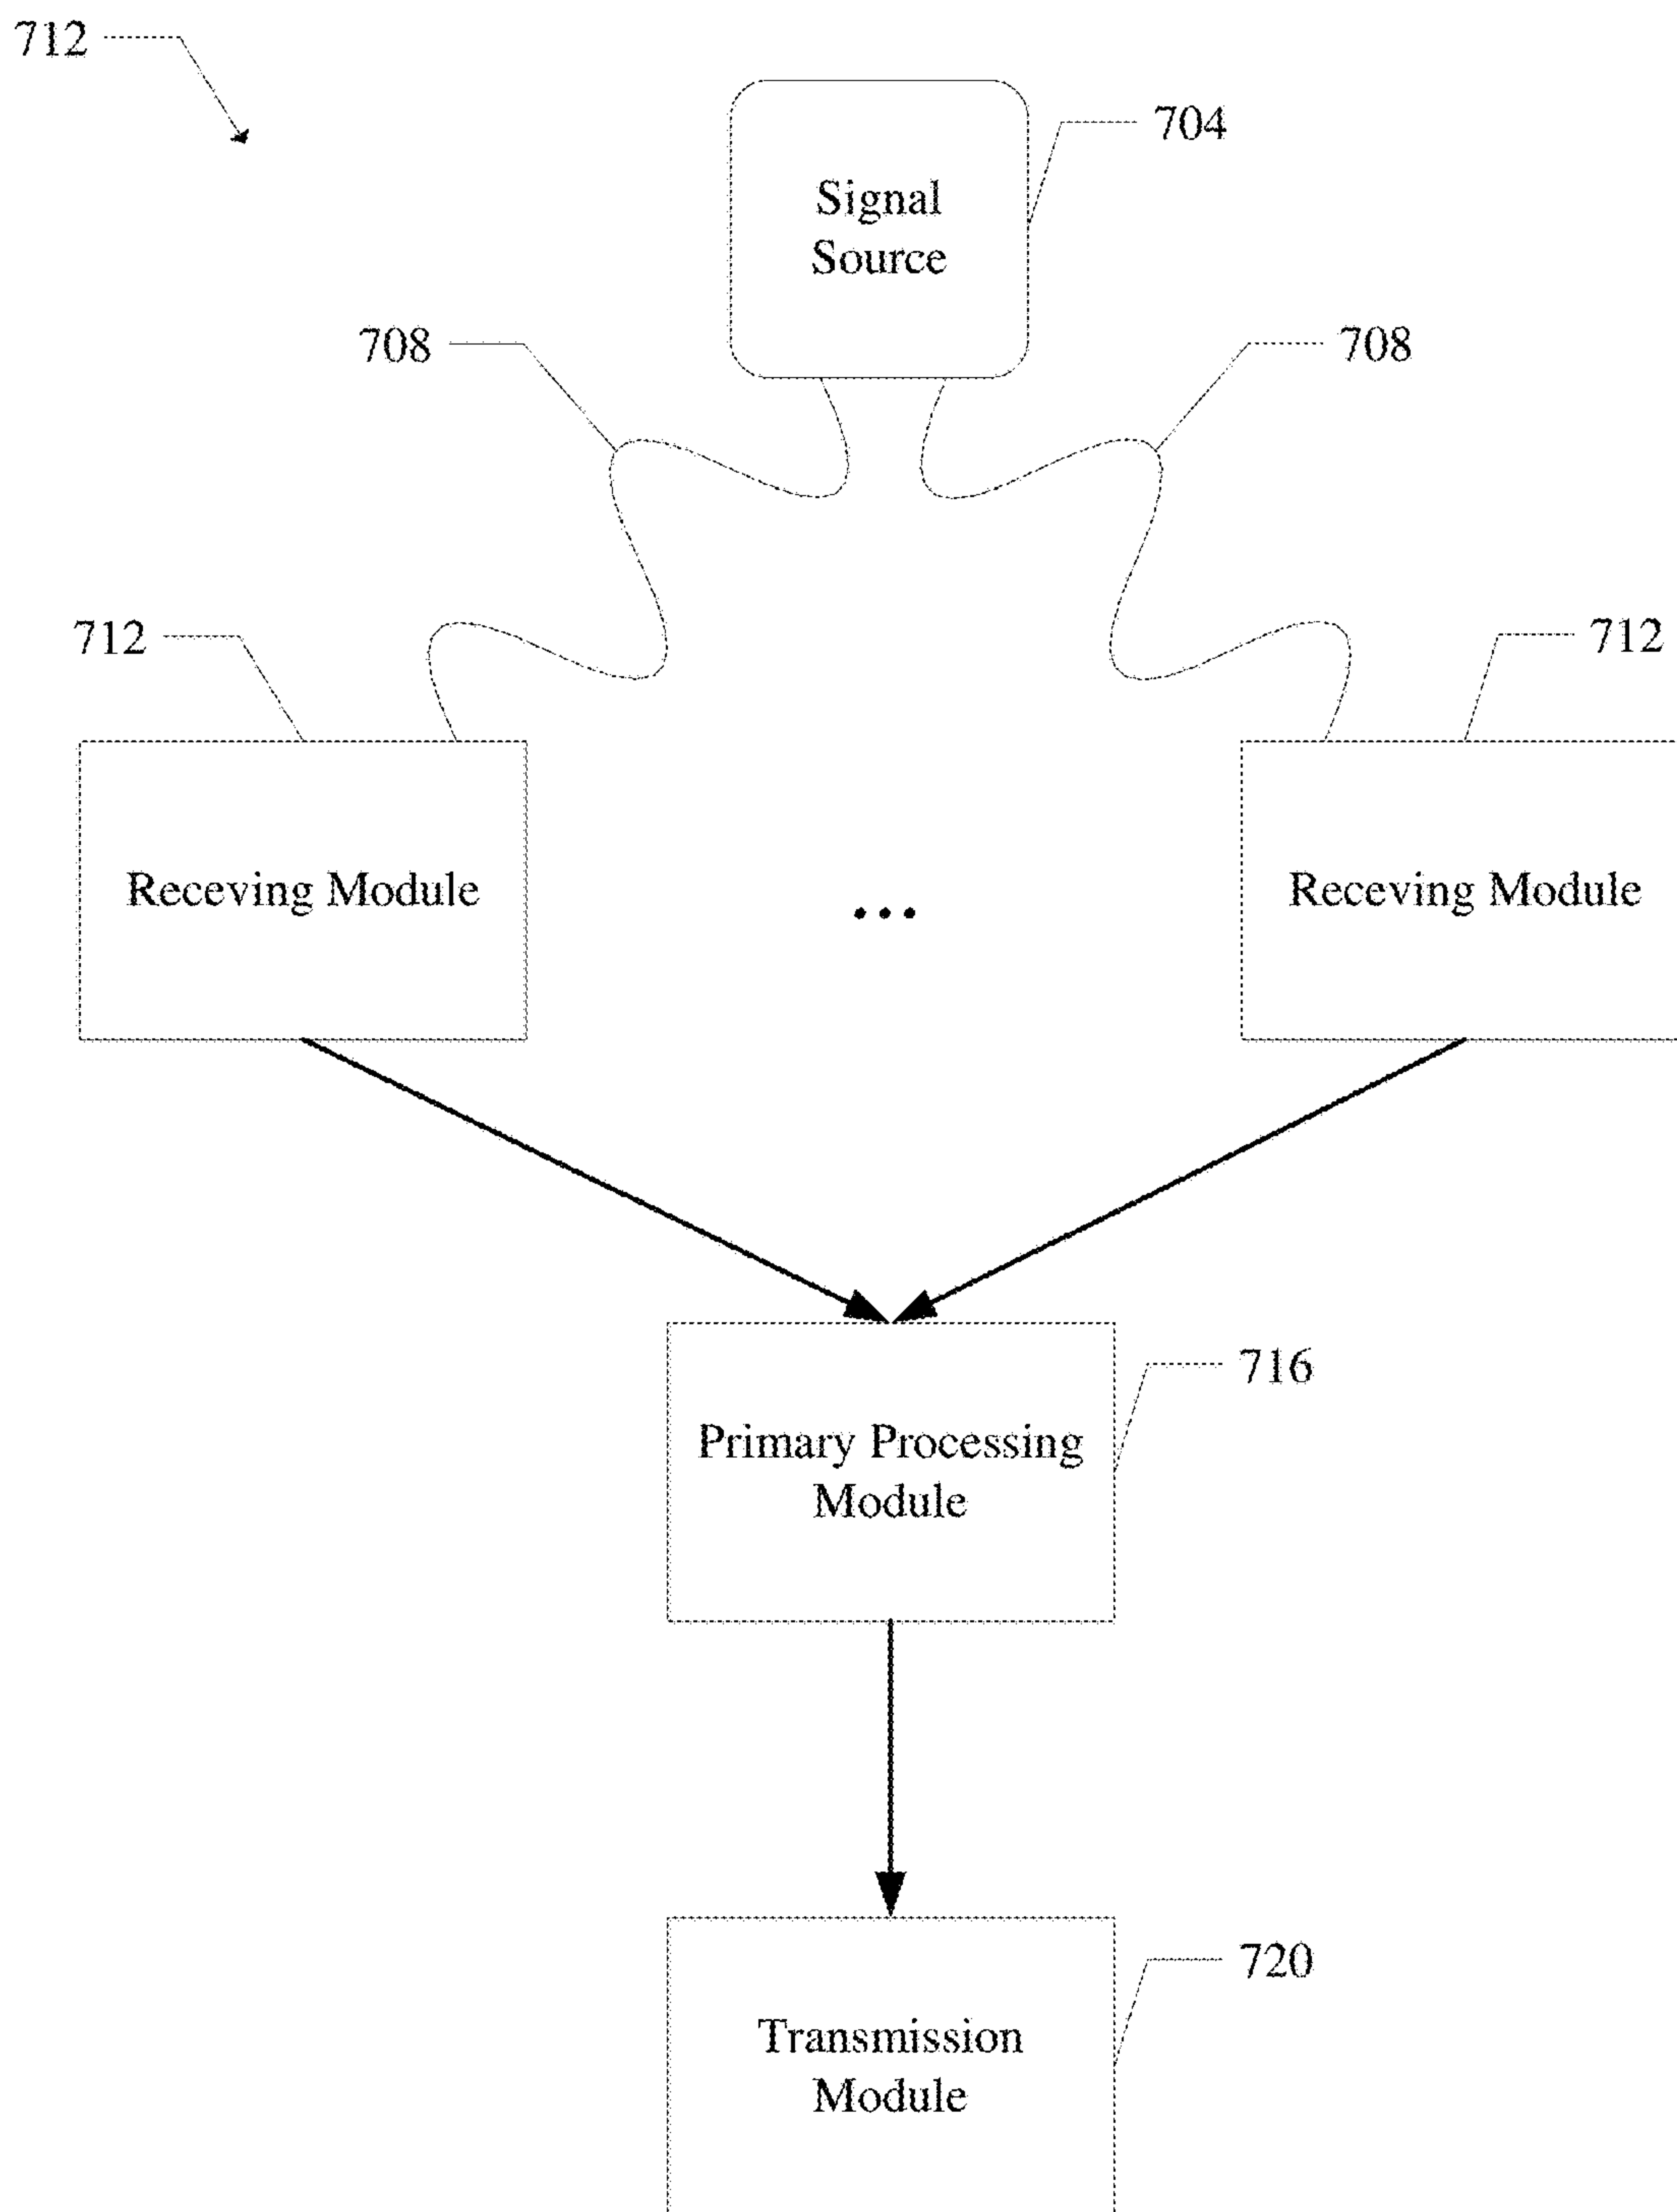 712
704
Signal
Source
708
708
712
712
Receving Module
...
Receving Module
716
Primary Processing
Module
720
Transmission
Module